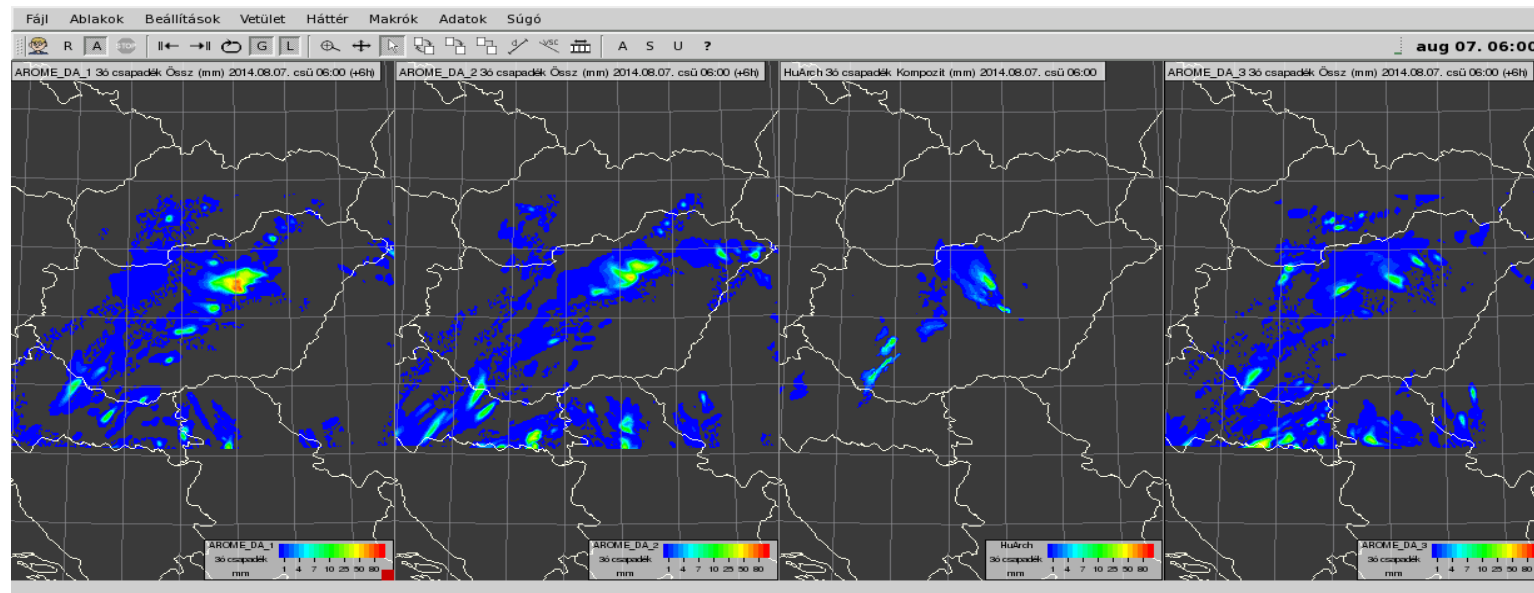 Fájl Ablakok Beállítások Vetület Háttér Makrók Adatok Súgó
R A STOP G L d VSC A S U ? aug 07. 06:00
AROME_DA_1 3ó csapadék Össz (mm) 2014.08.07. csü 06:00 (+6h)
AROME_DA_2 3ó csapadék Össz (mm) 2014.08.07. csü 06:00 (+6h)
HuArch 3ó csapadék Kompozit (mm) 2014.08.07. csü 06:00
AROME_DA_3 3ó csapadék Össz (mm) 2014.08.07. csü 06:00 (+6h)
AROME_DA_1
3ó csapadék
mm 1 4 7 10 25 50 80
AROME_DA_2
3ó csapadék
mm 1 4 7 10 25 50 80
HuArch
3ó csapadék
mm 1 4 7 10 25 50 80
AROME_DA_3
3ó csapadék
mm 1 4 7 10 25 50 80